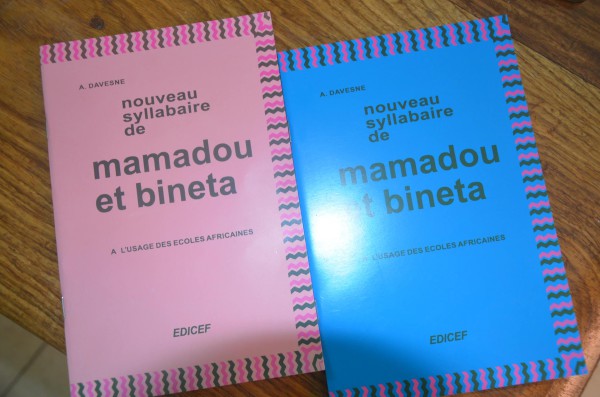 A. DAVESNE
nouveau
syllabaire
de
mamadou
et bineta
A L'USAGE DES ECOLES AFRICAINES
EDICEF
A. DAVESNE
nouveau
syllabaire
de
mamadou
et bineta
L'USAGE DES ECOLES AFRICAINES
EDICEF